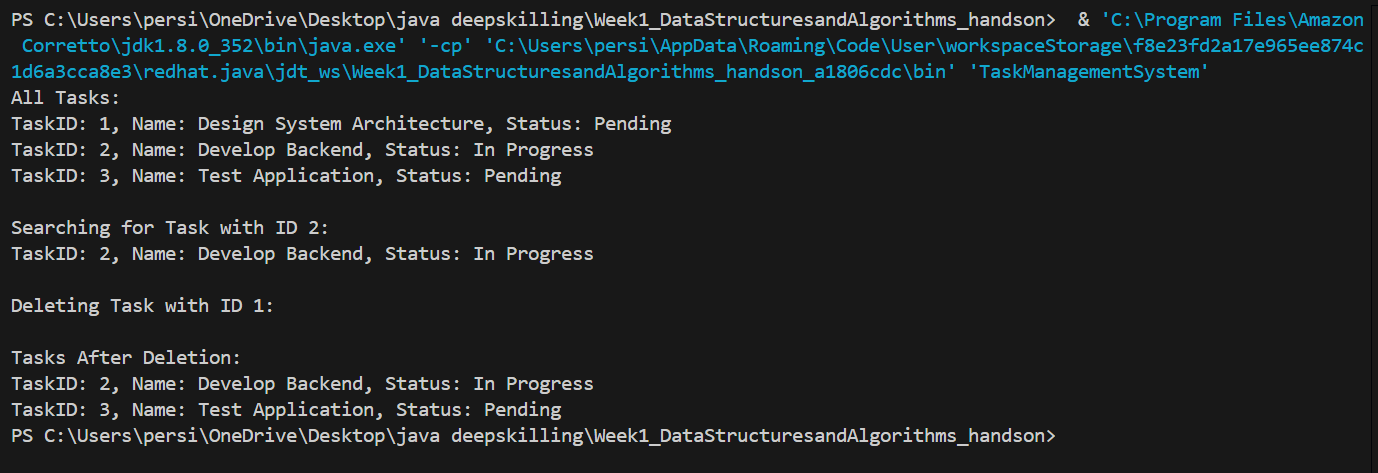 PS C:\Users\persi\OneDrive\Desktop\java deepskilling\Week1_DataStructuresandAlgorithms_handson>  & 'C:\Program Files\Amazon
 Corretto\jdk1.8.0_352\bin\java.exe' '-cp' 'C:\Users\persi\AppData\Roaming\Code\User\workspaceStorage\f8e23fd2a17e965ee874c
1d6a3cca8e3\redhat.java\jdt_ws\Week1_DataStructuresandAlgorithms_handson_a1806cdc\bin' 'TaskManagementSystem'
All Tasks:
TaskID: 1, Name: Design System Architecture, Status: Pending
TaskID: 2, Name: Develop Backend, Status: In Progress
TaskID: 3, Name: Test Application, Status: Pending

Searching for Task with ID 2:
TaskID: 2, Name: Develop Backend, Status: In Progress

Deleting Task with ID 1:

Tasks After Deletion:
TaskID: 2, Name: Develop Backend, Status: In Progress
TaskID: 3, Name: Test Application, Status: Pending
PS C:\Users\persi\OneDrive\Desktop\java deepskilling\Week1_DataStructuresandAlgorithms_handson>